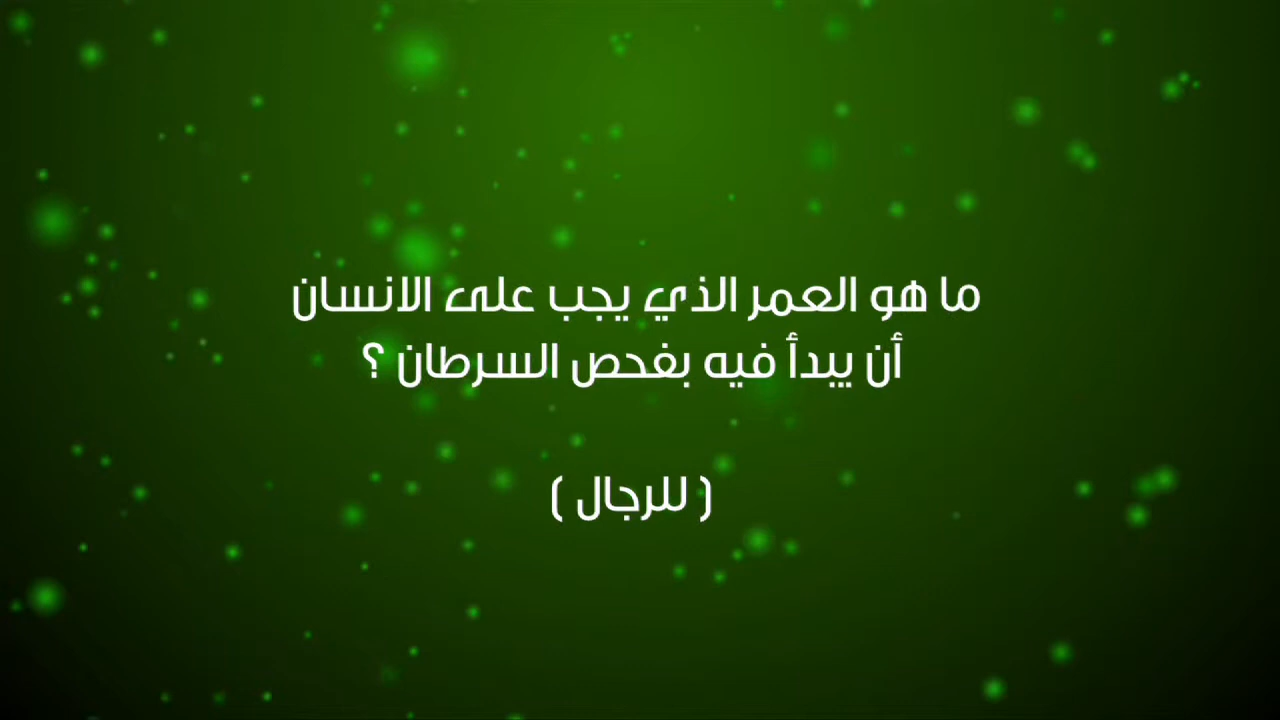 ما هو العمر الذي يجب على الانسان
أن يبدأ فيه بفحص السرطان ؟
( للرجال )